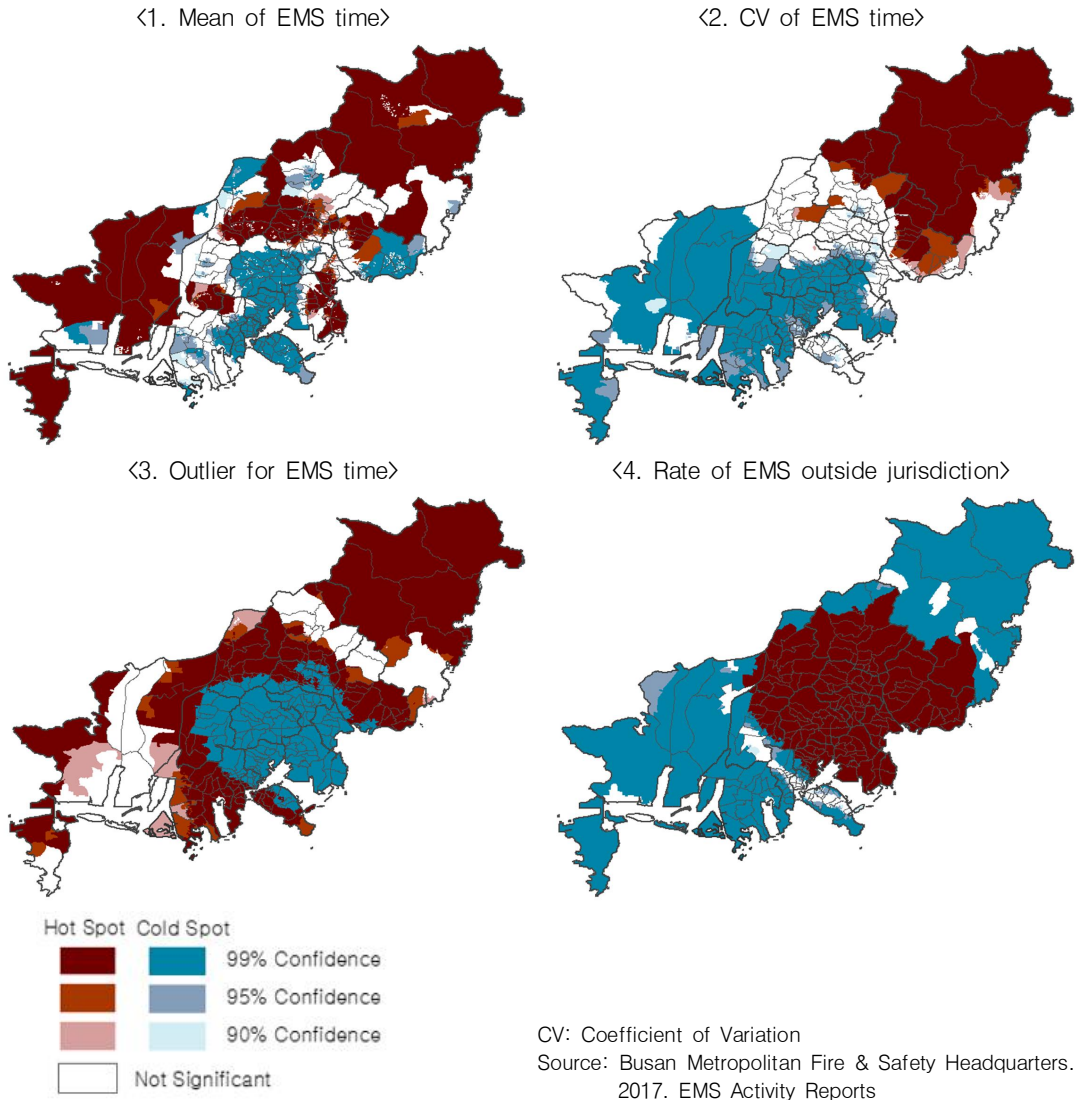 <1. Mean of EMS time>
<2. CV of EMS time>
<3. Outlier for EMS time>
<4. Rate of EMS outside jurisdiction>
Hot Spot Cold Spot
99% Confidence
95% Confidence
90% Confidence
Not Significant
CV: Coefficient of Variation
Source: Busan Metropolitan Fire & Safety Headquarters.
2017. EMS Activity Reports